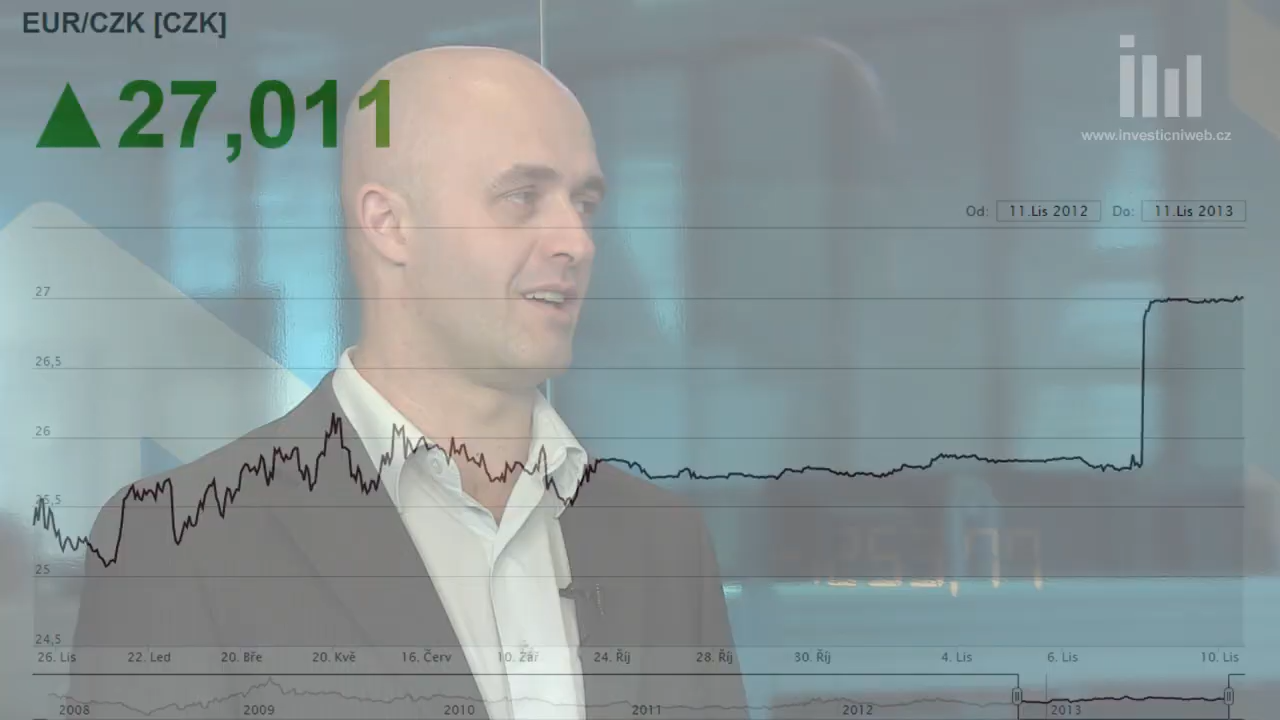 EUR/CZK [CZK]
▲27,011
www.investicniweb.cz
Od: 11.Lis 2012 Do: 11.Lis 2013
27
26,5
26
25,5
25
24,5
26. Lis 22. Led 20. Bře 20. Kvě 16. Červ 10. Zář 24. Říj 28. Říj 30. Říj 4. Lis 6. Lis 10. Lis
2008 2009 2010 2011 2012 2013